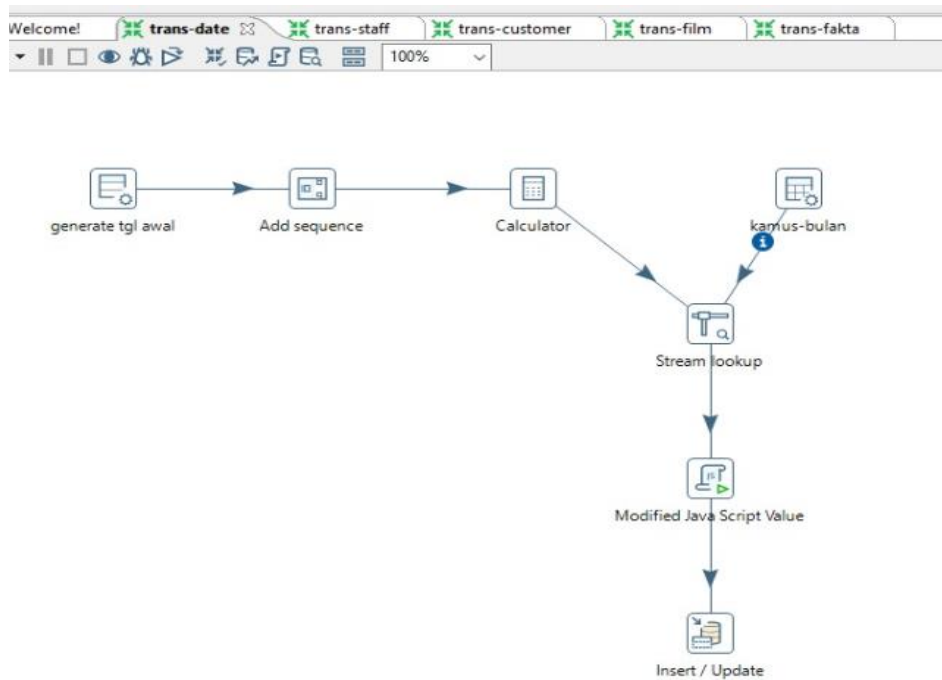 Welcome! trans-date trans-staff trans-customer trans-film trans-fakta
100%
generate tgl awal Add sequence Calculator kamus-bulan
Stream lookup
Modified Java Script Value
Insert / Update